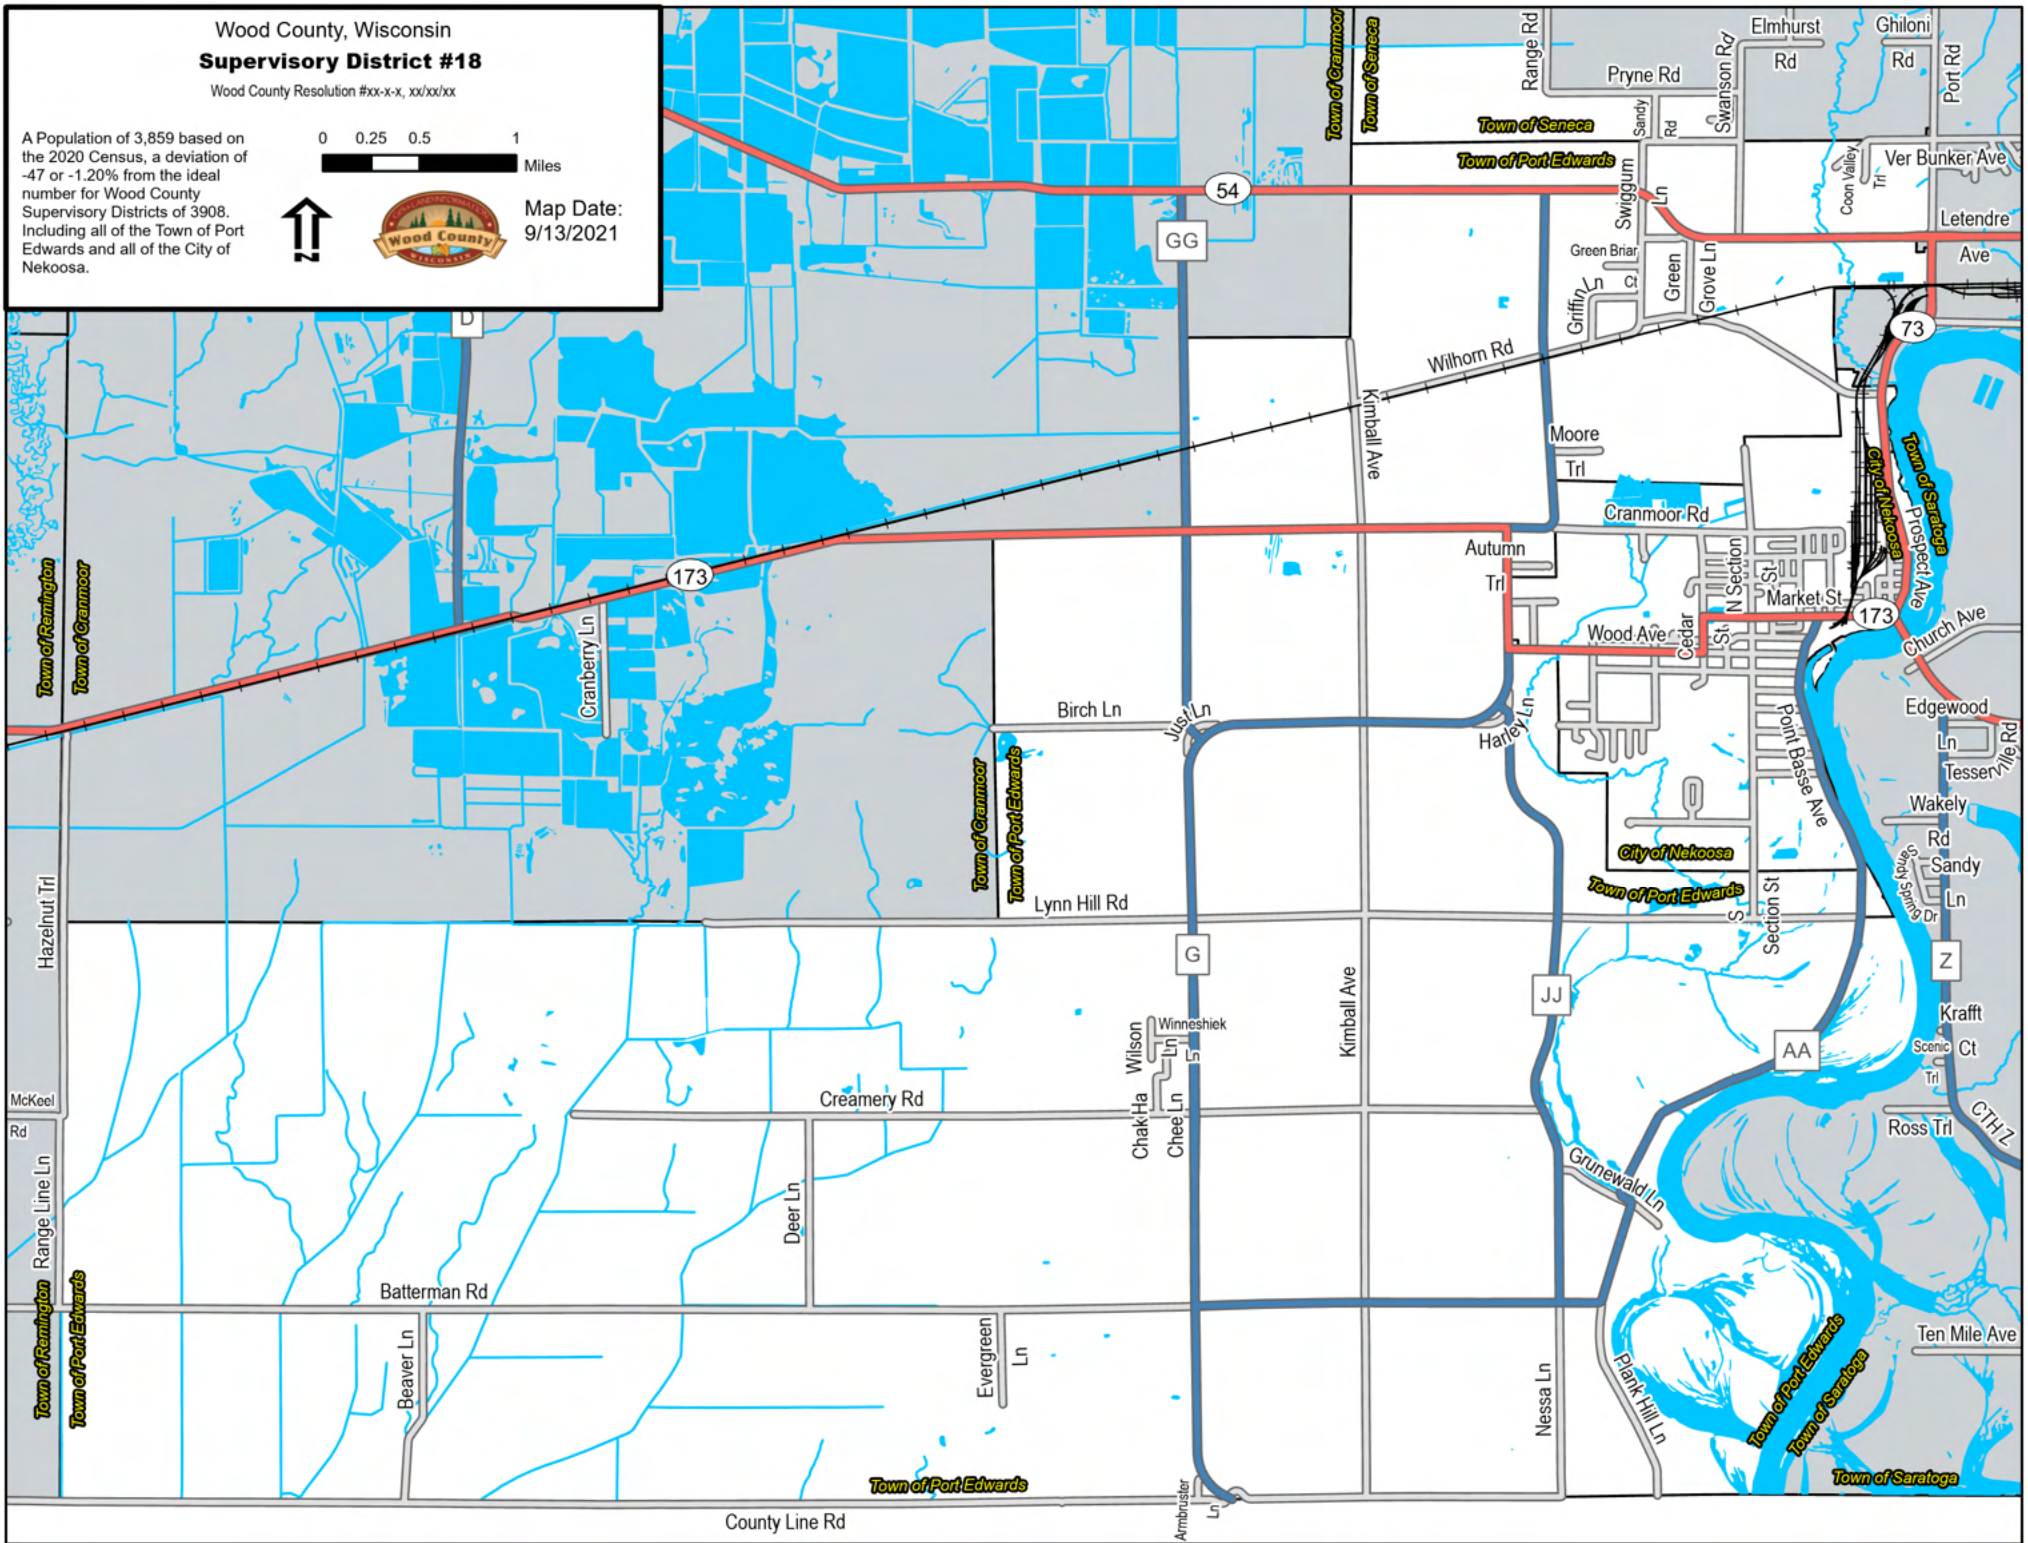 Wood County, Wisconsin
Supervisory District #18
Wood County Resolution #xx-x-x, xx/xx/xx
A Population of 3,859 based on
the 2020 Census, a deviation of
-47 or -1.20% from the ideal
number for Wood County
Supervisory Districts of 3908.
Including all of the Town of Port
Edwards and all of the City of
Nekoosa.
0 0.25 0.5 1
Miles
N
Wood County
WISCONSIN
Map Date:
9/13/2021
Town of Cranmoor
Town of Seneca
Range Rd
Pryne Rd
Swanson Rd
Elmhurst
Rd
Ghiloni
Rd
Port Rd
Sandy
Rd
Town of Seneca
Town of Port Edwards
Coon Valley
Trl
Ver Bunker Ave
54
Swiggum
Ln
Letendre
Ave
GG
Green Briar
Ct
Griffin
Ln
Green
Grove Ln
D
73
Wilhorn Rd
Kimball Ave
Moore
Trl
Cranmoor Rd
City of Nekoosa
Town of Saratoga
Prospect Ave
Autumn
Trl
173
Town of Remington
Town of Cranmoor
Cranberry Ln
N Section
St
Market St
173
Wood Ave
Cedar
St
Church Ave
Birch Ln
Just Ln
Harley Ln
Point Basse Ave
Edgewood
Ln
Tesserville Rd
Town of Cranmoor
Town of Port Edwards
Wakely
Rd
City of Nekoosa
Town of Port Edwards
Sandy
Ln
Sandy Spring Dr
Hazelnut Trl
Lynn Hill Rd
S
Section St
G
Z
JJ
Kimball Ave
Krafft
Ct
Wilson
Ln
Winneshiek
Ln
AA
Scenic
Trl
McKeel
Rd
Creamery Rd
Chak Ha
Chee Ln
Ross Trl
CTH Z
Range Line Ln
Deer Ln
Grunewald Ln
Town of Remington
Town of Port Edwards
Batterman Rd
Beaver Ln
Evergreen
Ln
Ten Mile Ave
Nessa Ln
Plank Hill Ln
Town of Port Edwards
Town of Saratoga
Town of Port Edwards
Town of Saratoga
Armbruster
Ln
County Line Rd